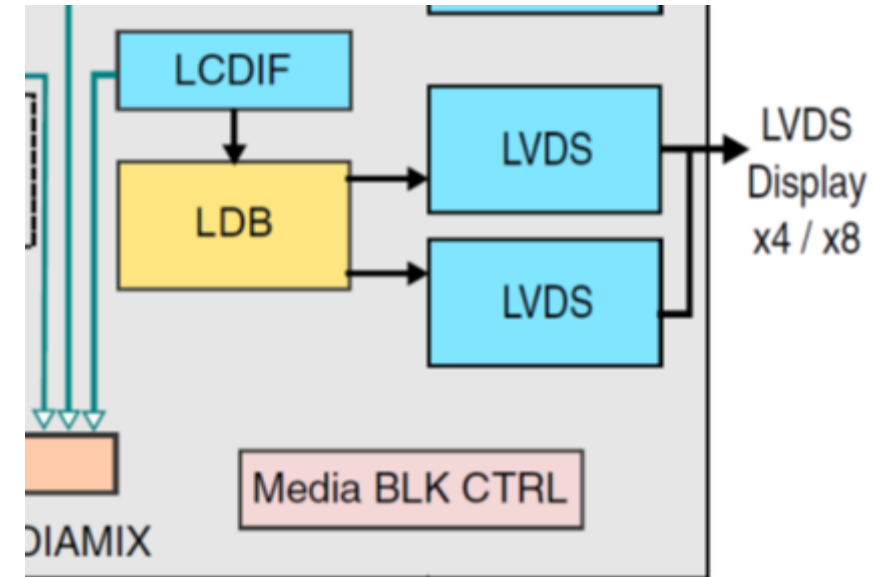 LCDIF
LVDS
LVDS
Display
x4 / x8
LDB
LVDS
Media BLK CTRL
DIAMIX